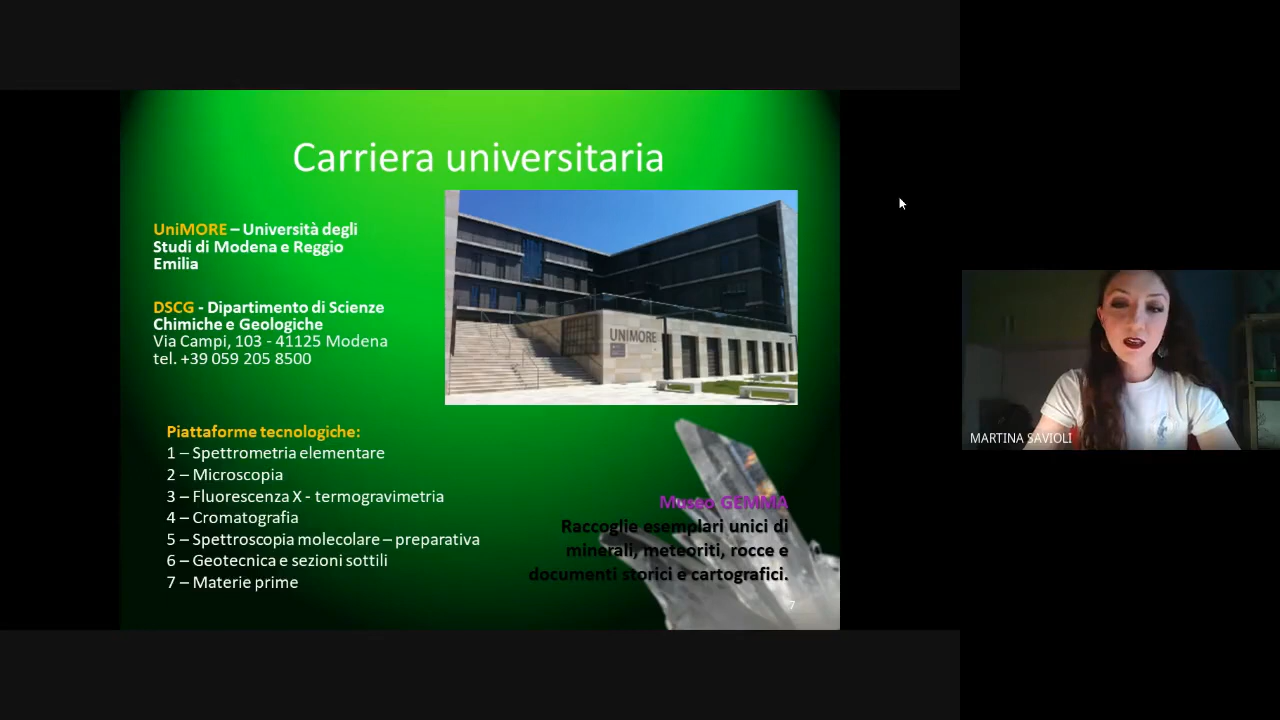 Carriera universitaria
UniMORE – Università degli
Studi di Modena e Reggio
Emilia
DSCG - Dipartimento di Scienze
Chimiche e Geologiche
Via Campi, 103 - 41125 Modena
tel. +39 059 205 8500
UNIMORE
Piattaforme tecnologiche:
1 – Spettrometria elementare
2 – Microscopia
3 – Fluorescenza X - termogravimetria
4 – Cromatografia
5 – Spettroscopia molecolare – preparativa
6 – Geotecnica e sezioni sottili
7 – Materie prime
Museo GEMMA
Raccoglie esemplari unici di
minerali, meteoriti, rocce e
documenti storici e cartografici.
7
MARTINA SAVIOLI